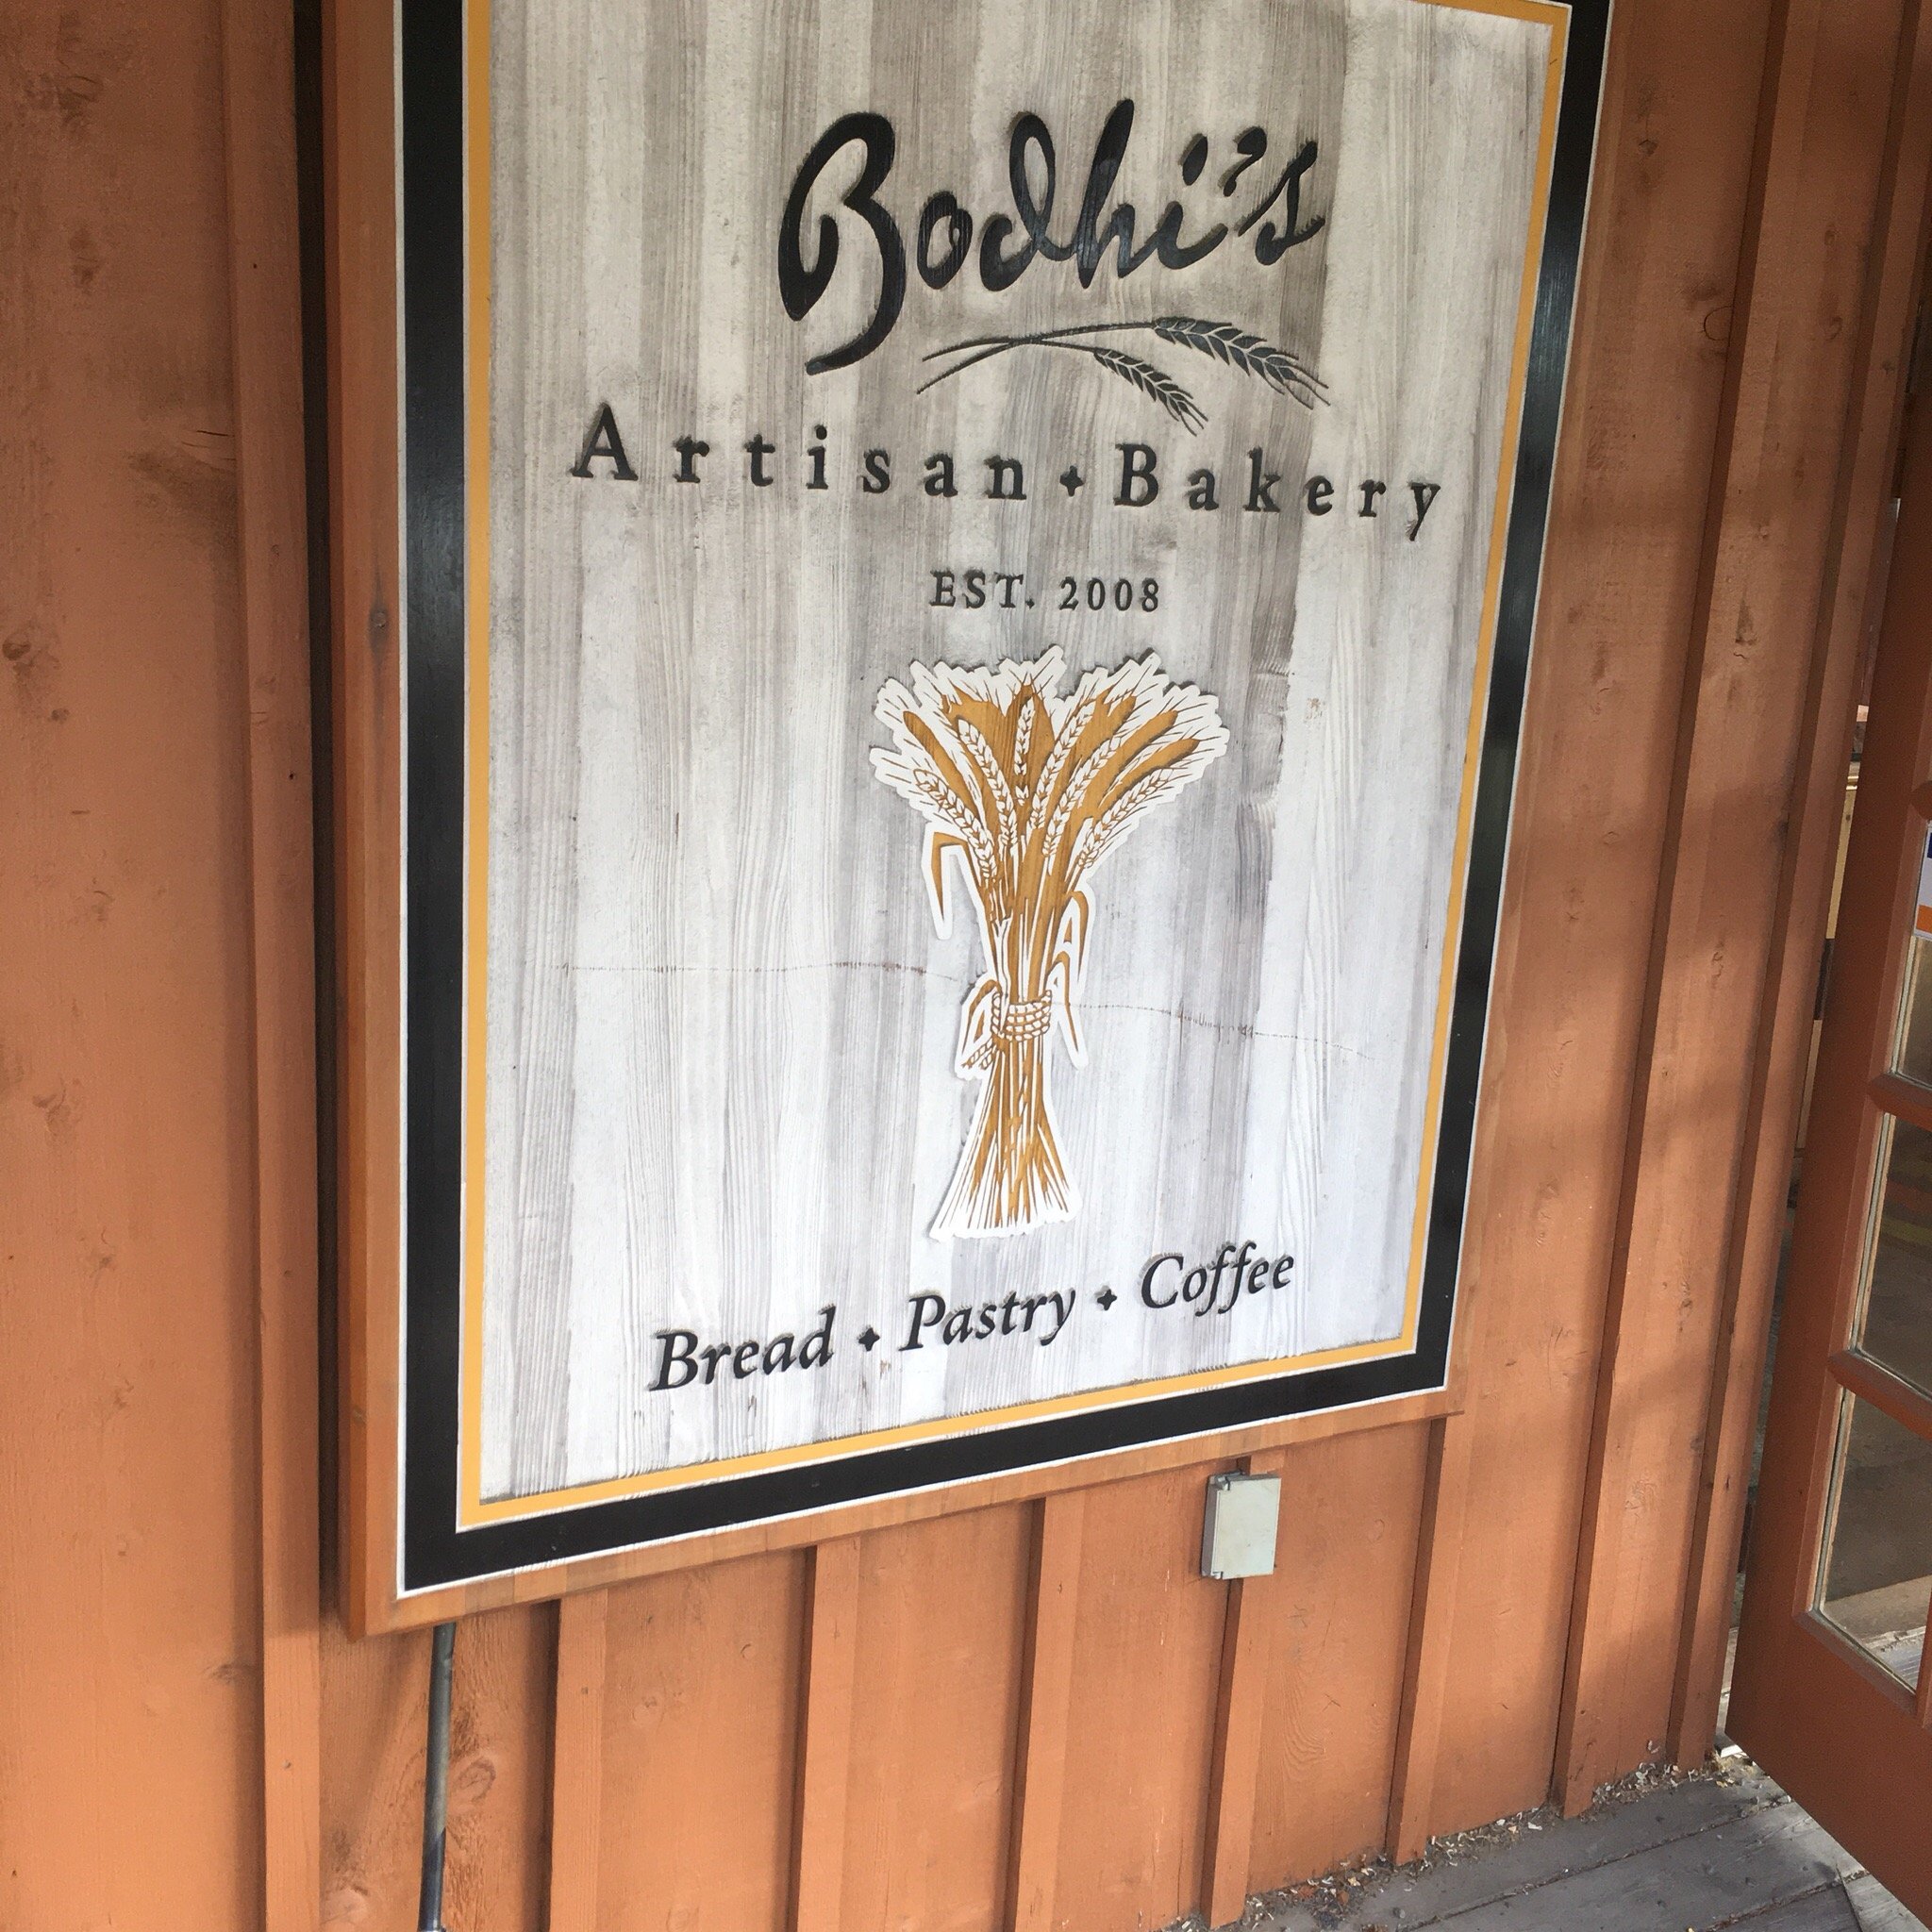 Bodhi's
Artisan • Bakery
EST. 2008
Bread • Pastry • Coffee